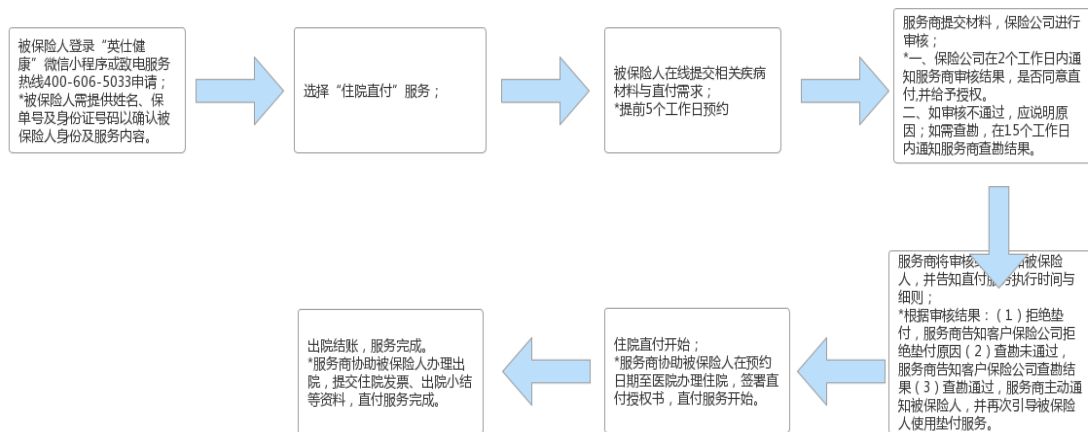 被保险人登录“英仕健
康”微信小程序或致电服务
热线400-606-5033申请；
*被保险人需提供姓名、保
单号及身份证号码以确认被
保险人身份及服务内容。
选择“住院直付”服务；
被保险人在线提交相关疾病
材料与直付需求；
*提前5个工作日预约
服务商提交材料，保险公司进行
审核；
*一、保险公司在2个工作日内通
知服务商审核结果，是否同意直
付,并给予授权。
二、如审核不通过，应说明原
因；如需查勘，在15个工作日
内通知服务商查勘结果。
服务商将审核 被保险
人，并告知直付服务执行时间与
细则；
*根据审核结果：（1）拒绝垫
付，服务商告知客户保险公司拒
绝垫付原因（2）查勘未通过，
服务商告知客户保险公司查勘结
果（3）查勘通过，服务商主动通
知被保险人，并再次引导被保险
人使用垫付服务。
住院直付开始；
*服务商协助被保险人在预约
日期至医院办理住院，签署直
付授权书，直付服务开始。
出院结账，服务完成。
*服务商协助被保险人办理出
院，提交住院发票、出院小结
等资料，直付服务完成。